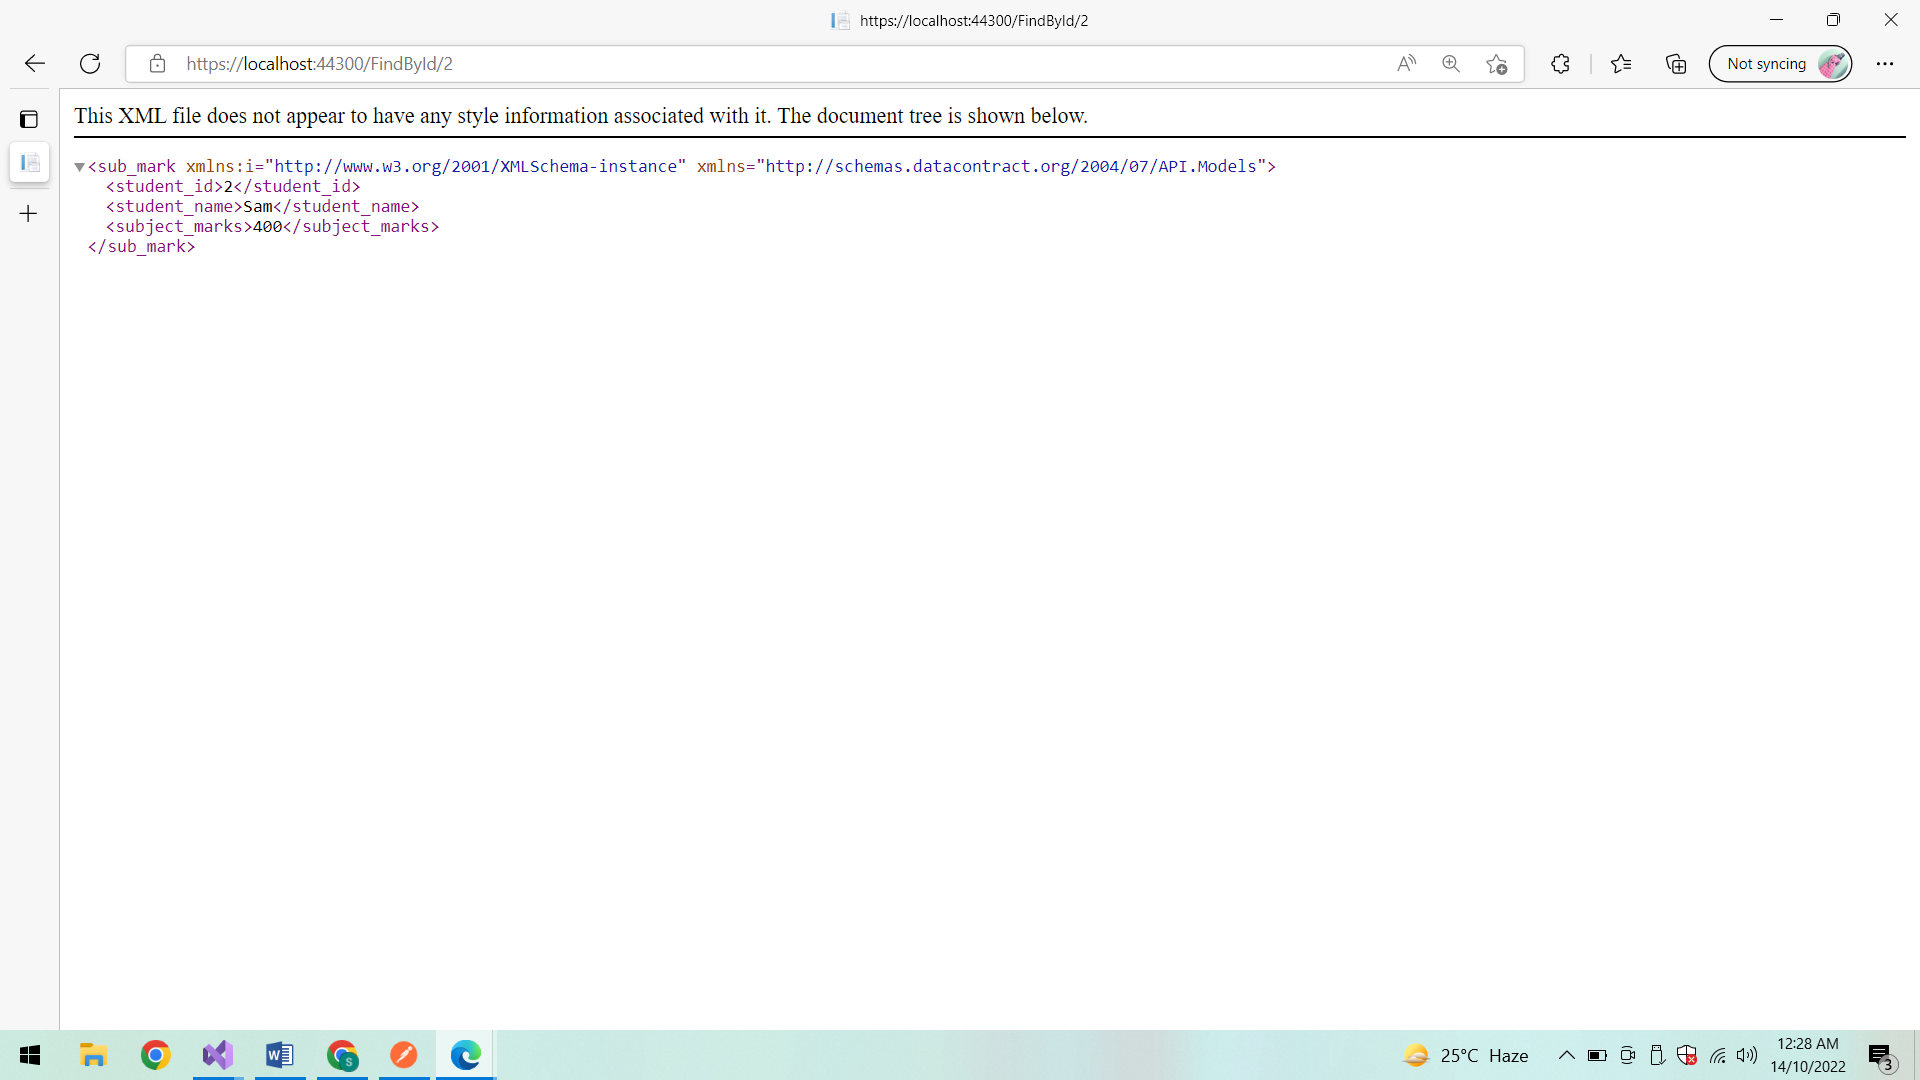 https://localhost:44300/FindById/2
https://localhost:44300/FindById/2
Not syncing
This XML file does not appear to have any style information associated with it. The document tree is shown below.
▼<sub_mark xmlns:i="http://www.w3.org/2001/XMLSchema-instance" xmlns="http://schemas.datacontract.org/2004/07/API.Models">
<student_id>2</student_id>
<student_name>Sam</student_name>
<subject_marks>400</subject_marks>
</sub_mark>
25°C Haze
12:28 AM
14/10/2022
3